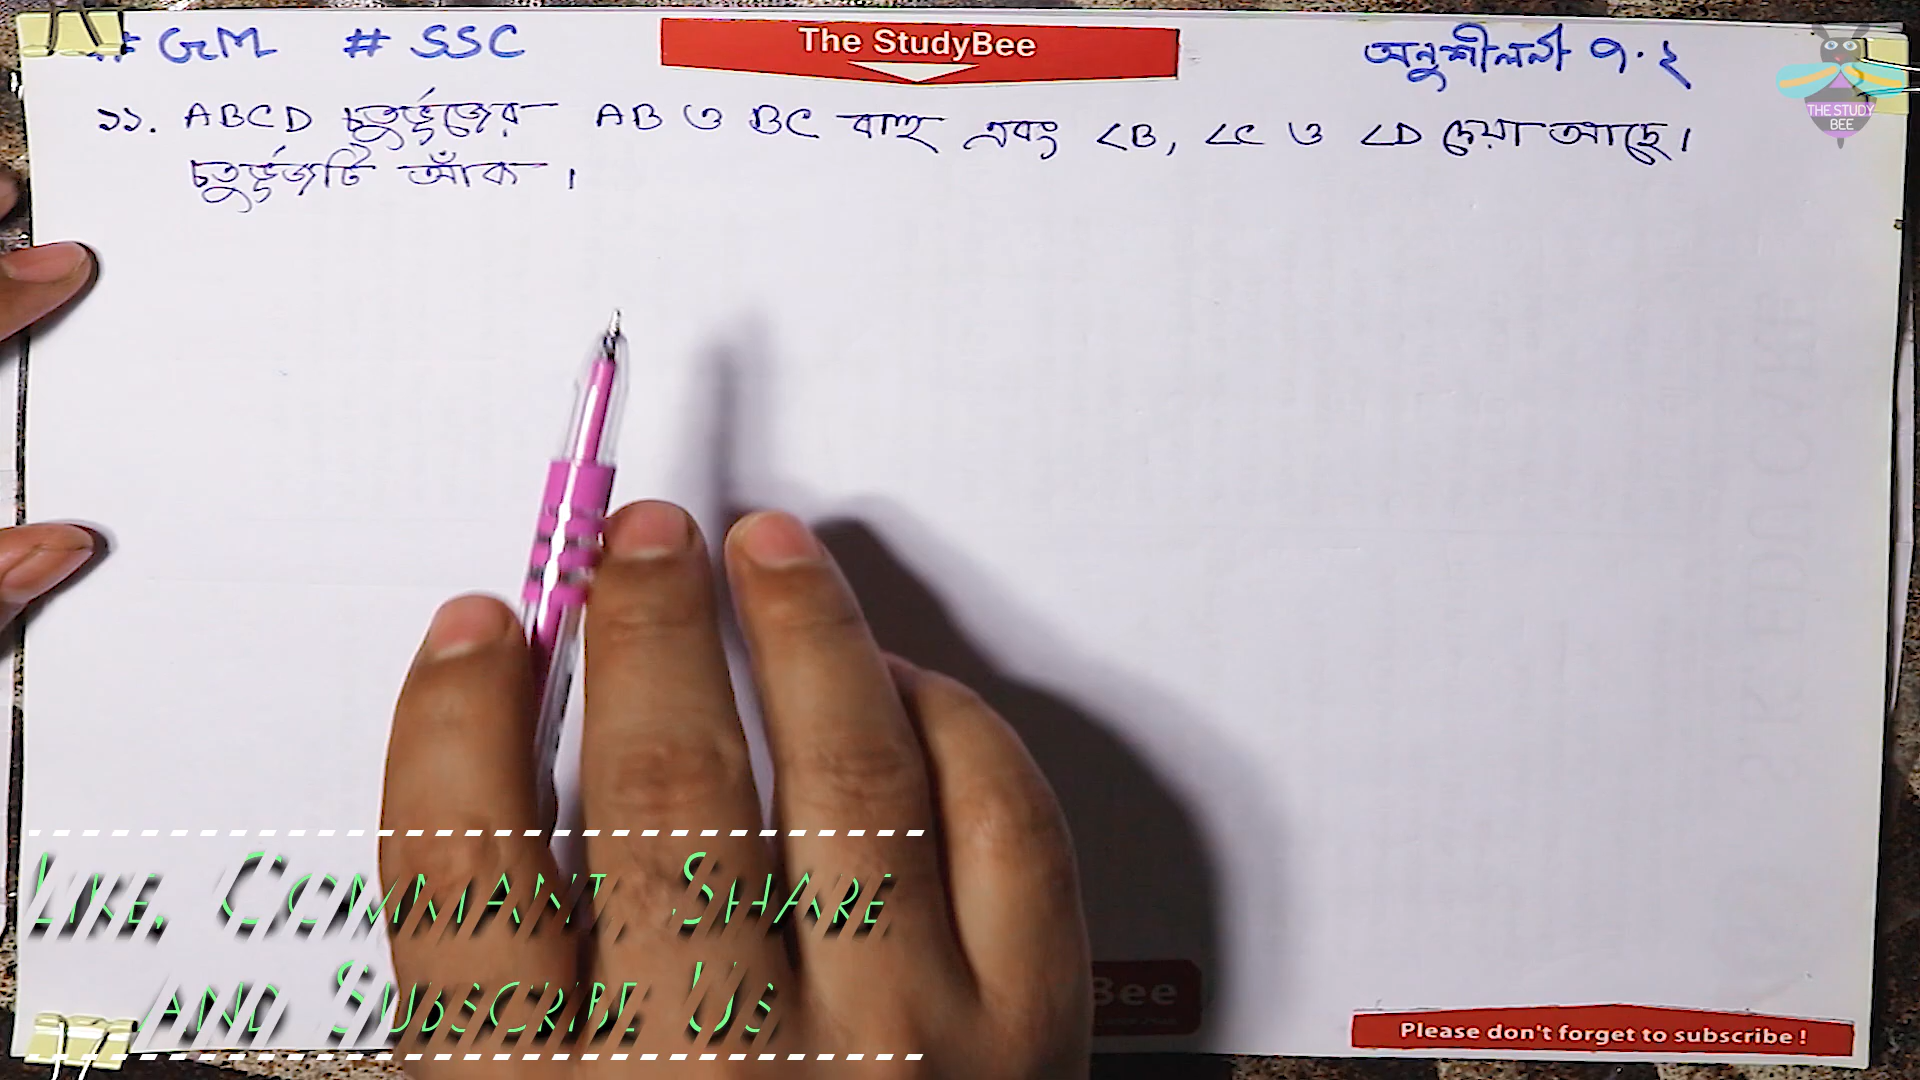 # GM # SSC
The StudyBee
অনুশীলনী ৭.২
THE STUDY
BEE
১১. ABCD চতুর্ভুজের AB ও BC বাহু এবং ∠B, ∠C ও ∠D দেয়া আছে।
চতুর্ভুজটি আঁক।
LIKE, COMMANT, SHARE
AND SUBSCRIBE US
Bee
Please don't forget to subscribe !